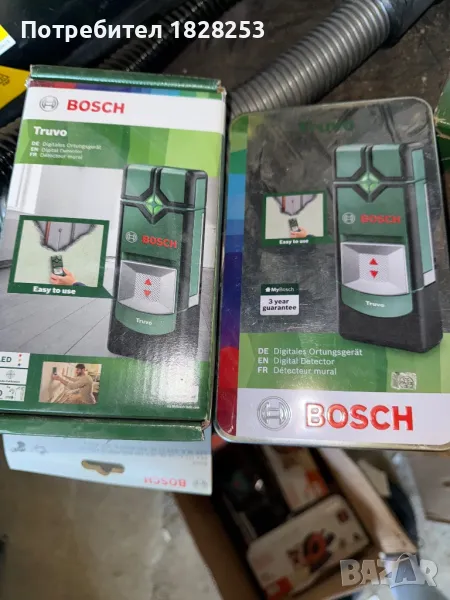 Потребител 1828253
BOSCH
Truvo
DE Digitales Ortungsgerät
EN Digital Detector
FR Détecteur mural
BOSCH
Easy to use
Truvo
LED
BOSCH
Truvo
BOSCH
Easy to use
MyBosch
3 year
guarantee
Truvo
DE Digitales Ortungsgerät
EN Digital Detector
FR Détecteur mural
BOSCH
BAZAR